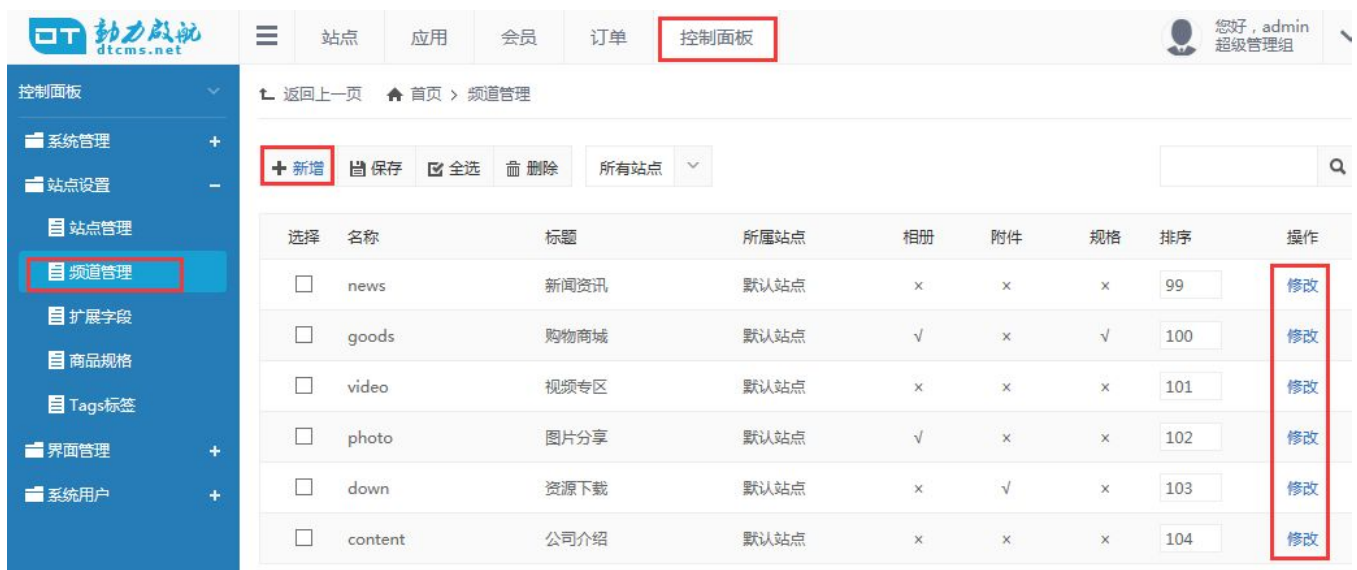 DT 動力啟航 dtcms.net
站点 应用 会员 订单 控制面板
您好，admin
超级管理组
控制面板
返回上一页 首页 > 频道管理
系统管理 +
站点设置 -
站点管理
频道管理
扩展字段
商品规格
Tags标签
界面管理 +
系统用户 +
新增 保存 全选 删除 所有站点
选择 名称 标题 所属站点 相册 附件 规格 排序 操作
news 新闻资讯 默认站点 × × × 99 修改
goods 购物商城 默认站点 √ × √ 100 修改
video 视频专区 默认站点 × × × 101 修改
photo 图片分享 默认站点 √ × × 102 修改
down 资源下载 默认站点 × √ × 103 修改
content 公司介绍 默认站点 × × × 104 修改